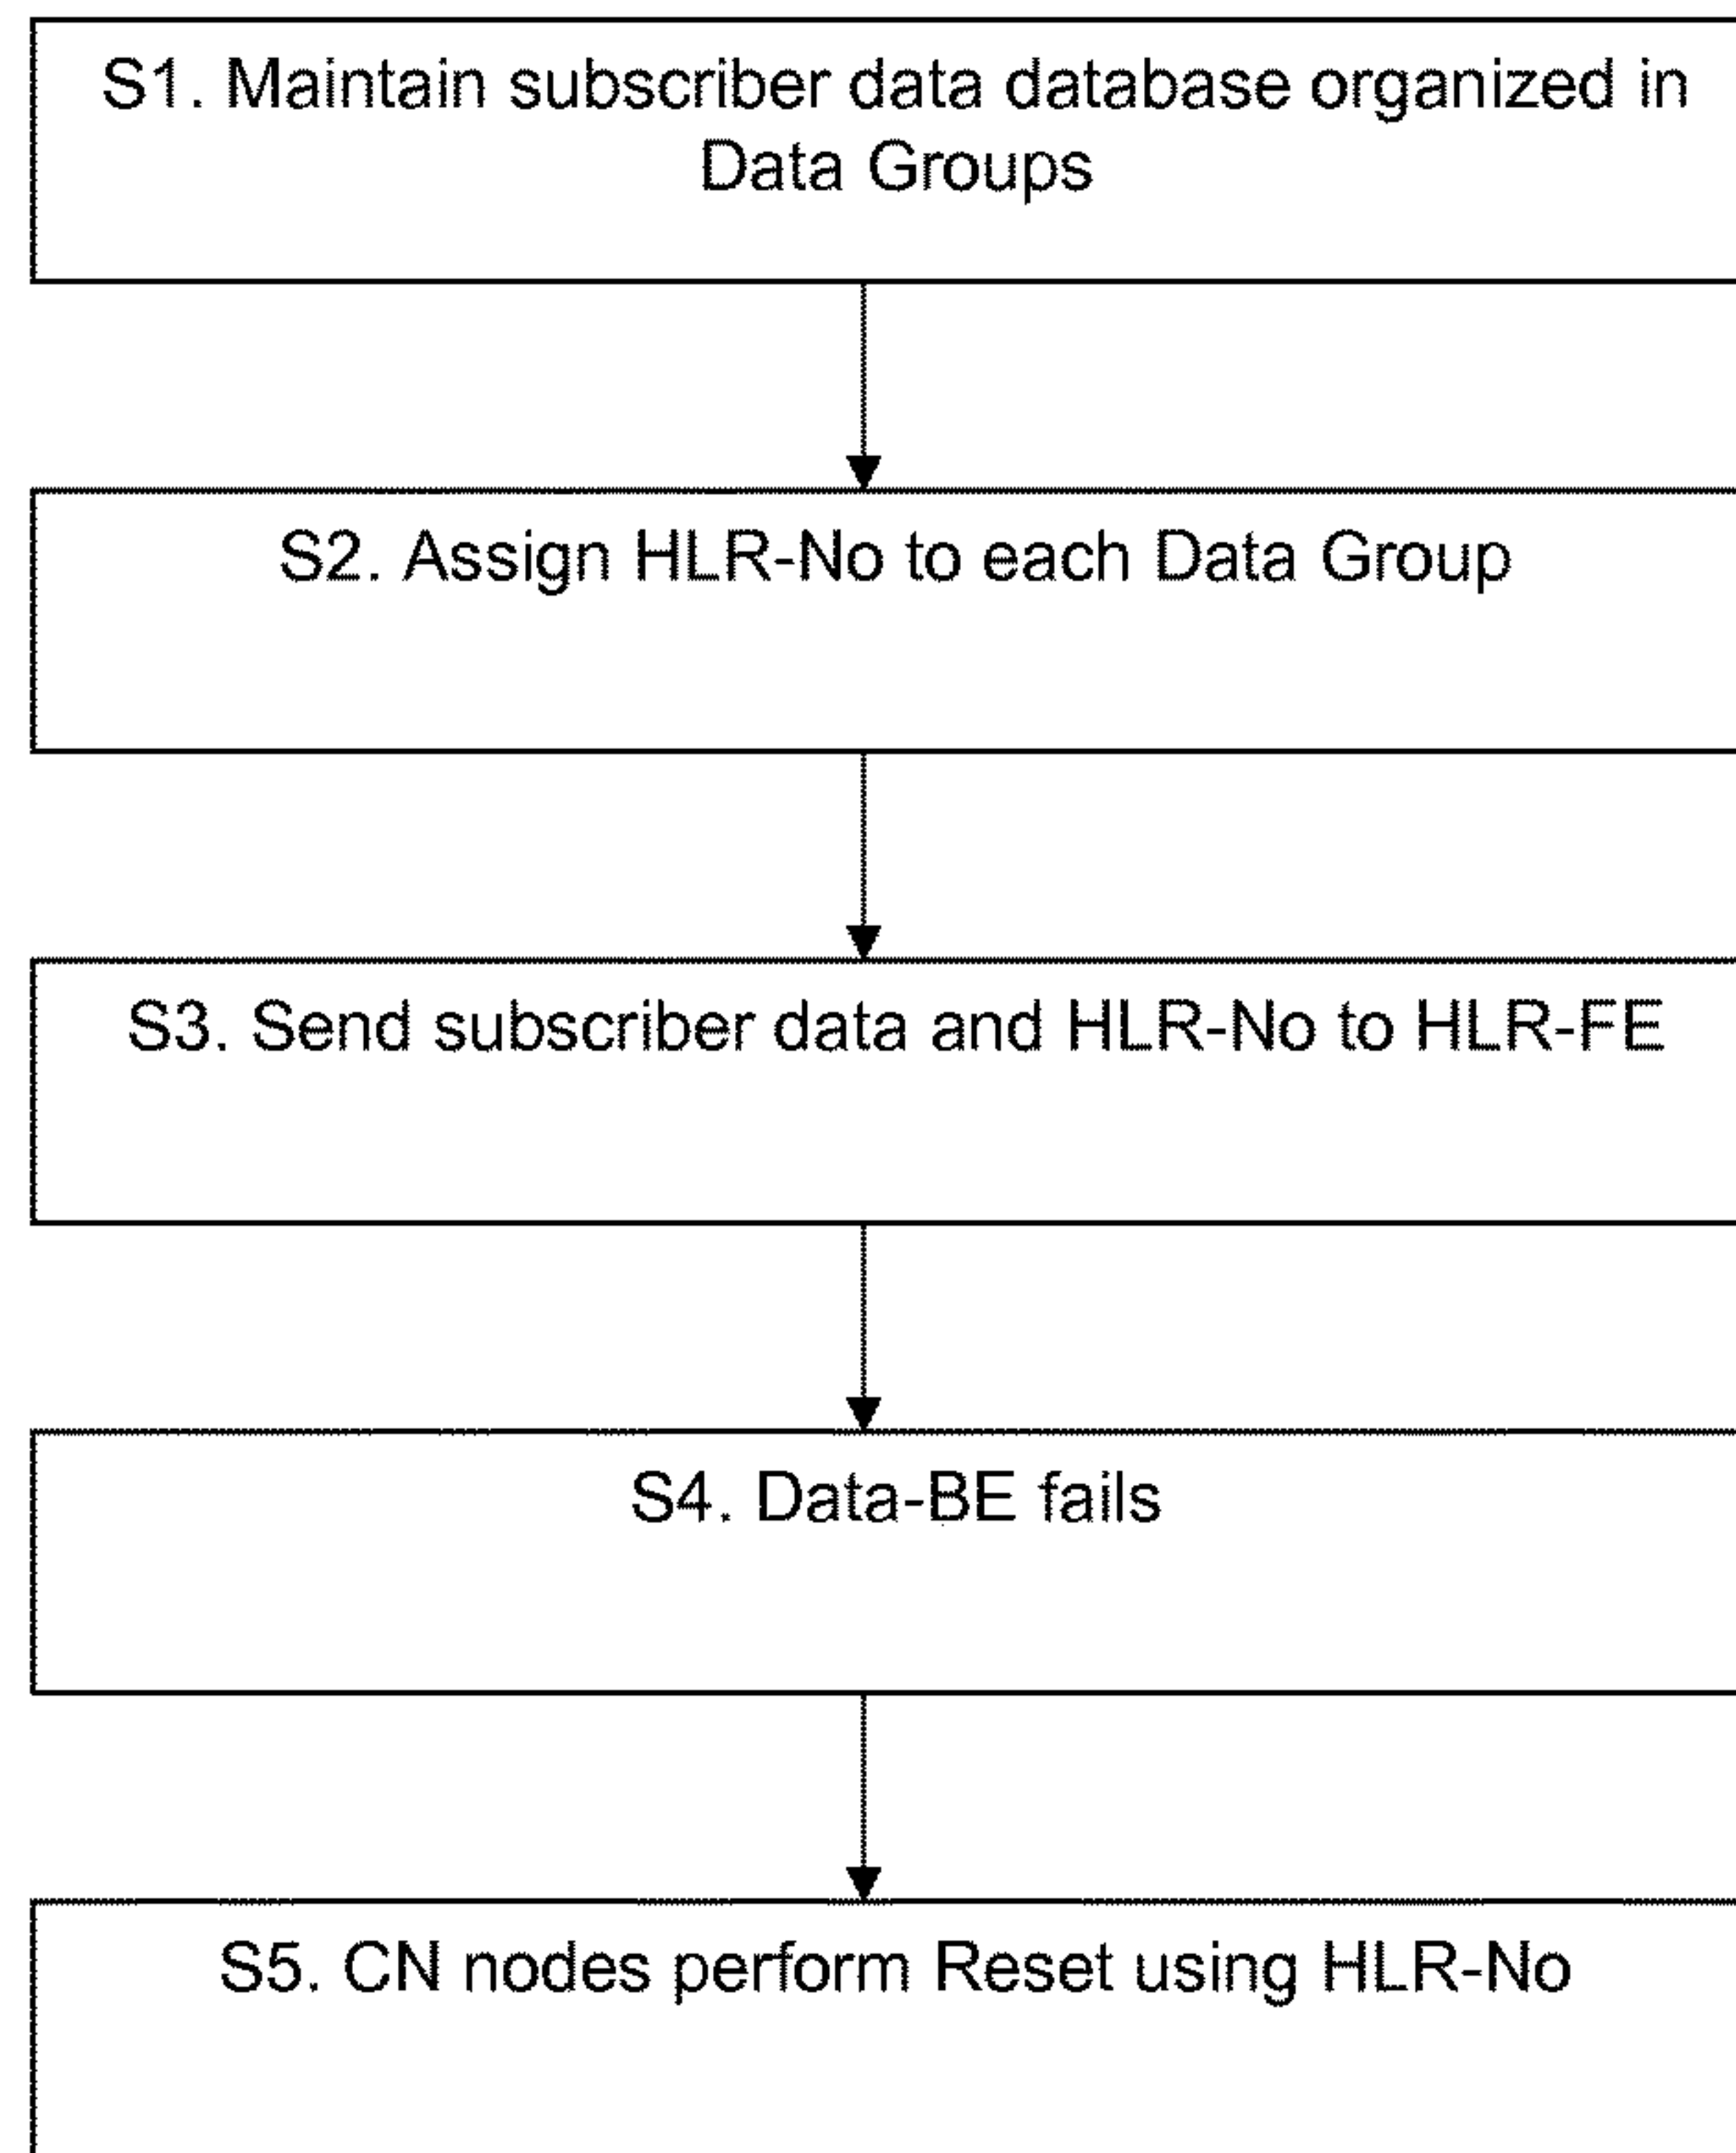 S1. Maintain subscriber data database organized in
Data Groups
S2. Assign HLR-No to each Data Group
S3. Send subscriber data and HLR-No to HLR-FE
S4. Data-BE fails
S5. CN nodes perform Reset using HLR-No